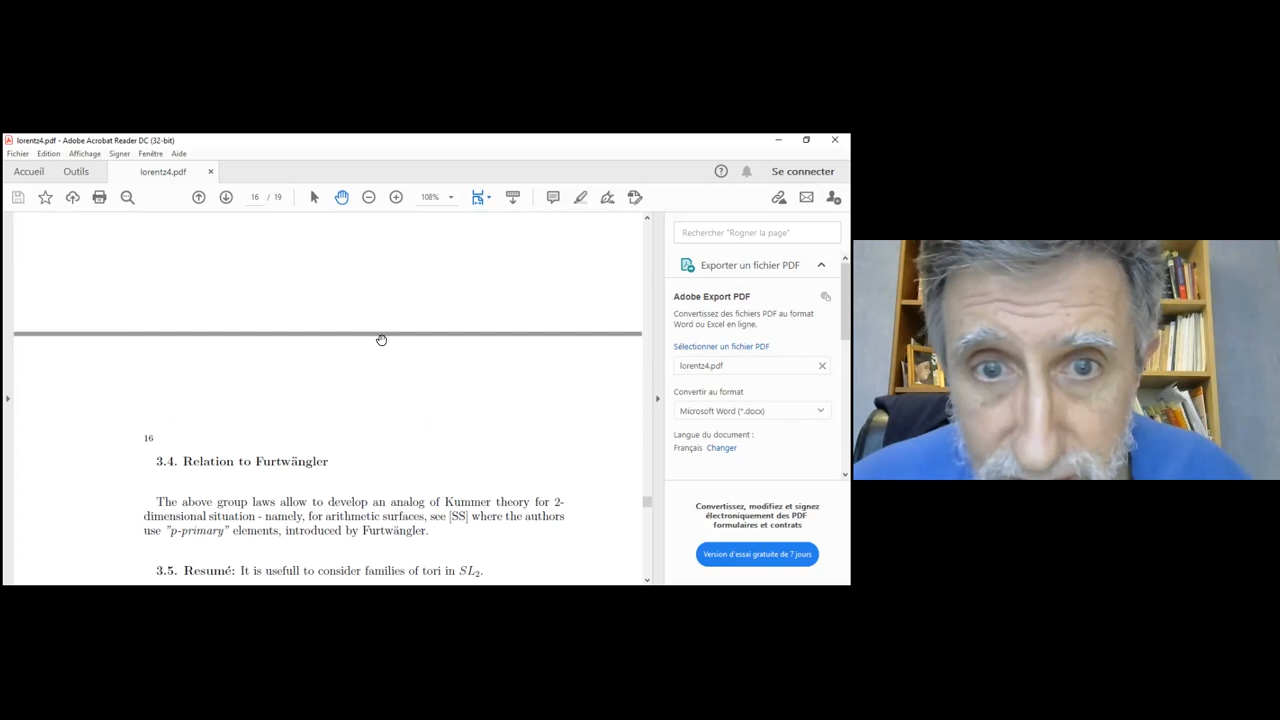 lorentz4.pdf - Adobe Acrobat Reader DC (32-bit)
Fichier Edition Affichage Signer Fenêtre Aide
Accueil Outils lorentz4.pdf × Se connecter
16 / 19 108%
Rechercher "Rogner la page"
Exporter un fichier PDF
Adobe Export PDF
Convertissez des fichiers PDF au format
Word ou Excel en ligne.
Sélectionner un fichier PDF
lorentz4.pdf
Convertir au format
Microsoft Word (*.docx)
Langue du document :
Français Changer
Convertissez, modifiez et signez
électroniquement des PDF
formulaires et contrats
Version d'essai gratuite de 7 jours
16
3.4. Relation to Furtwängler
The above group laws allow to develop an analog of Kummer theory for 2-
dimensional situation - namely, for arithmetic surfaces, see [SS] where the authors
use "p-primary" elements, introduced by Furtwängler.
3.5. Resumé: It is usefull to consider families of tori in SL₂.